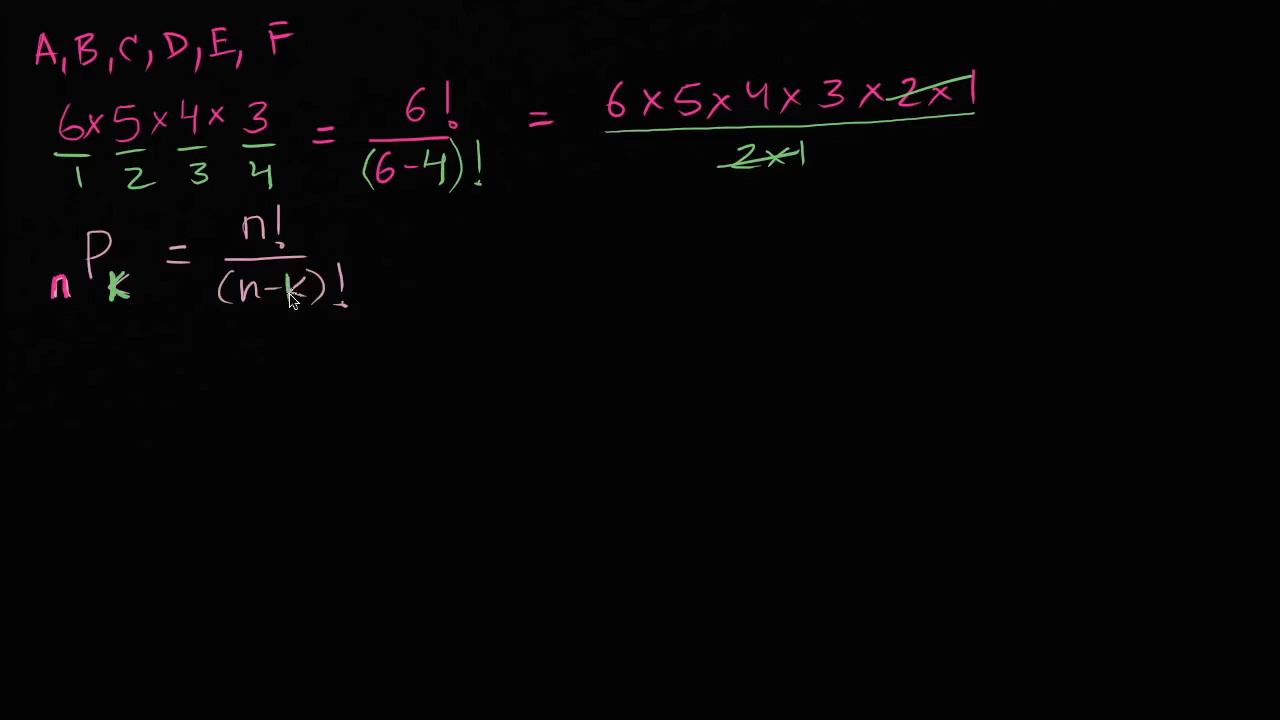 A, B, C, D, E, F
6 × 5 × 4 × 3 = 6! = 6 × 5 × 4 × 3 × 2 × 1
1 2 3 4 (6-4)! 2×1
nPk = n!
(n-k)!